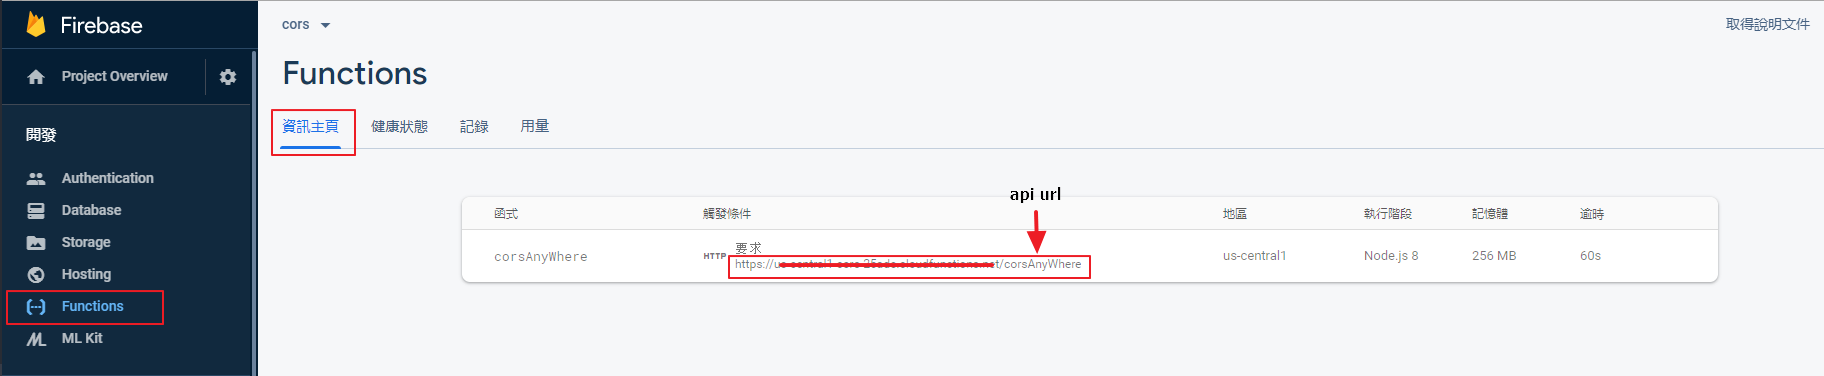 Firebase
Project Overview
開發
Authentication
Database
Storage
Hosting
Functions
ML Kit
cors
取得說明文件
Functions
資訊主頁 健康狀態 記錄 用量
api url
函式 觸發條件 地區 執行階段 記憶體 逾時
corsAnyWhere HTTP 要求 us-central1 Node.js 8 256 MB 60s
https:// /corsAnyWhere